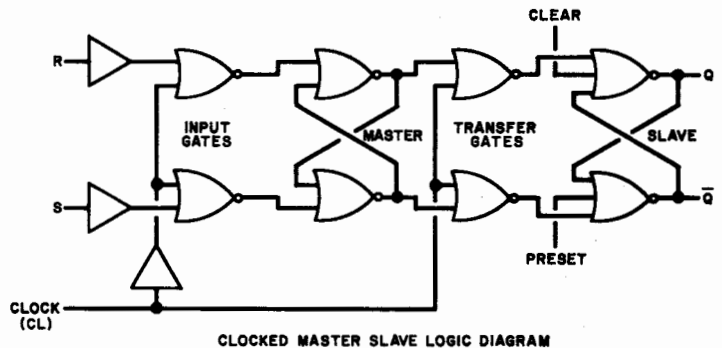 CLEAR
R
Q
INPUT
GATES
MASTER
TRANSFER
GATES
SLAVE
S
Q̅
PRESET
CLOCK
(CL)
CLOCKED MASTER SLAVE LOGIC DIAGRAM